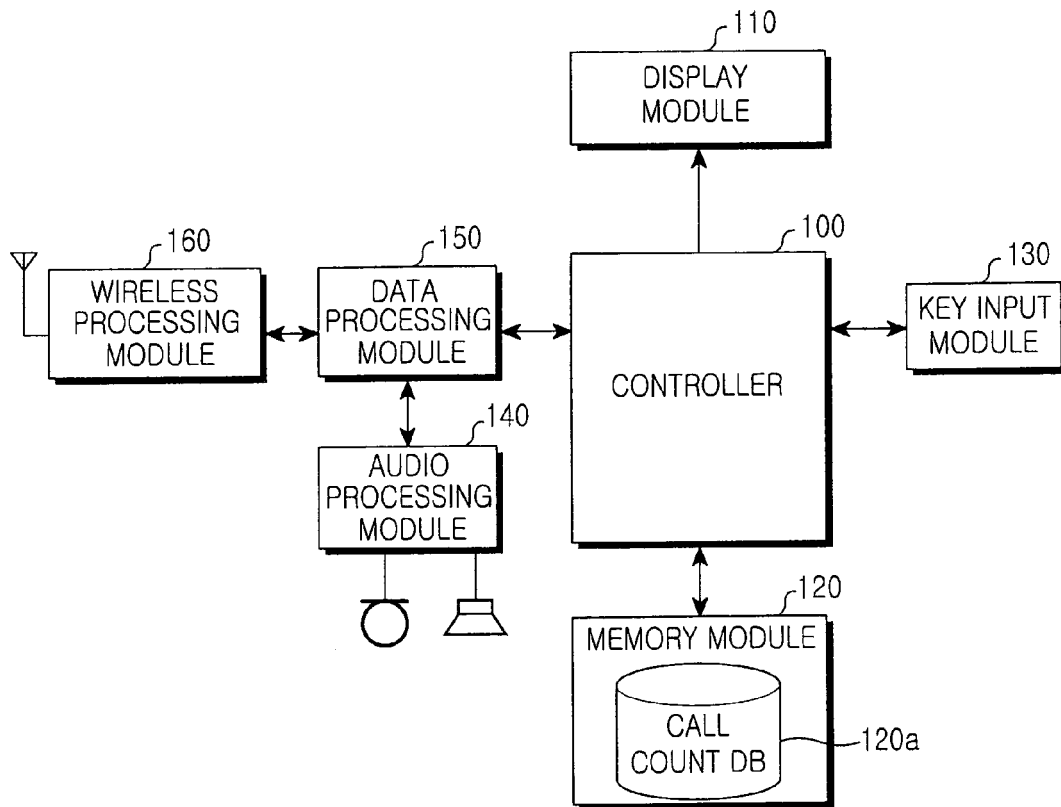 110
DISPLAY
MODULE
100
CONTROLLER
130
KEY INPUT
MODULE
160
WIRELESS
PROCESSING
MODULE
150
DATA
PROCESSING
MODULE
140
AUDIO
PROCESSING
MODULE
120
MEMORY MODULE
CALL
COUNT DB
120a